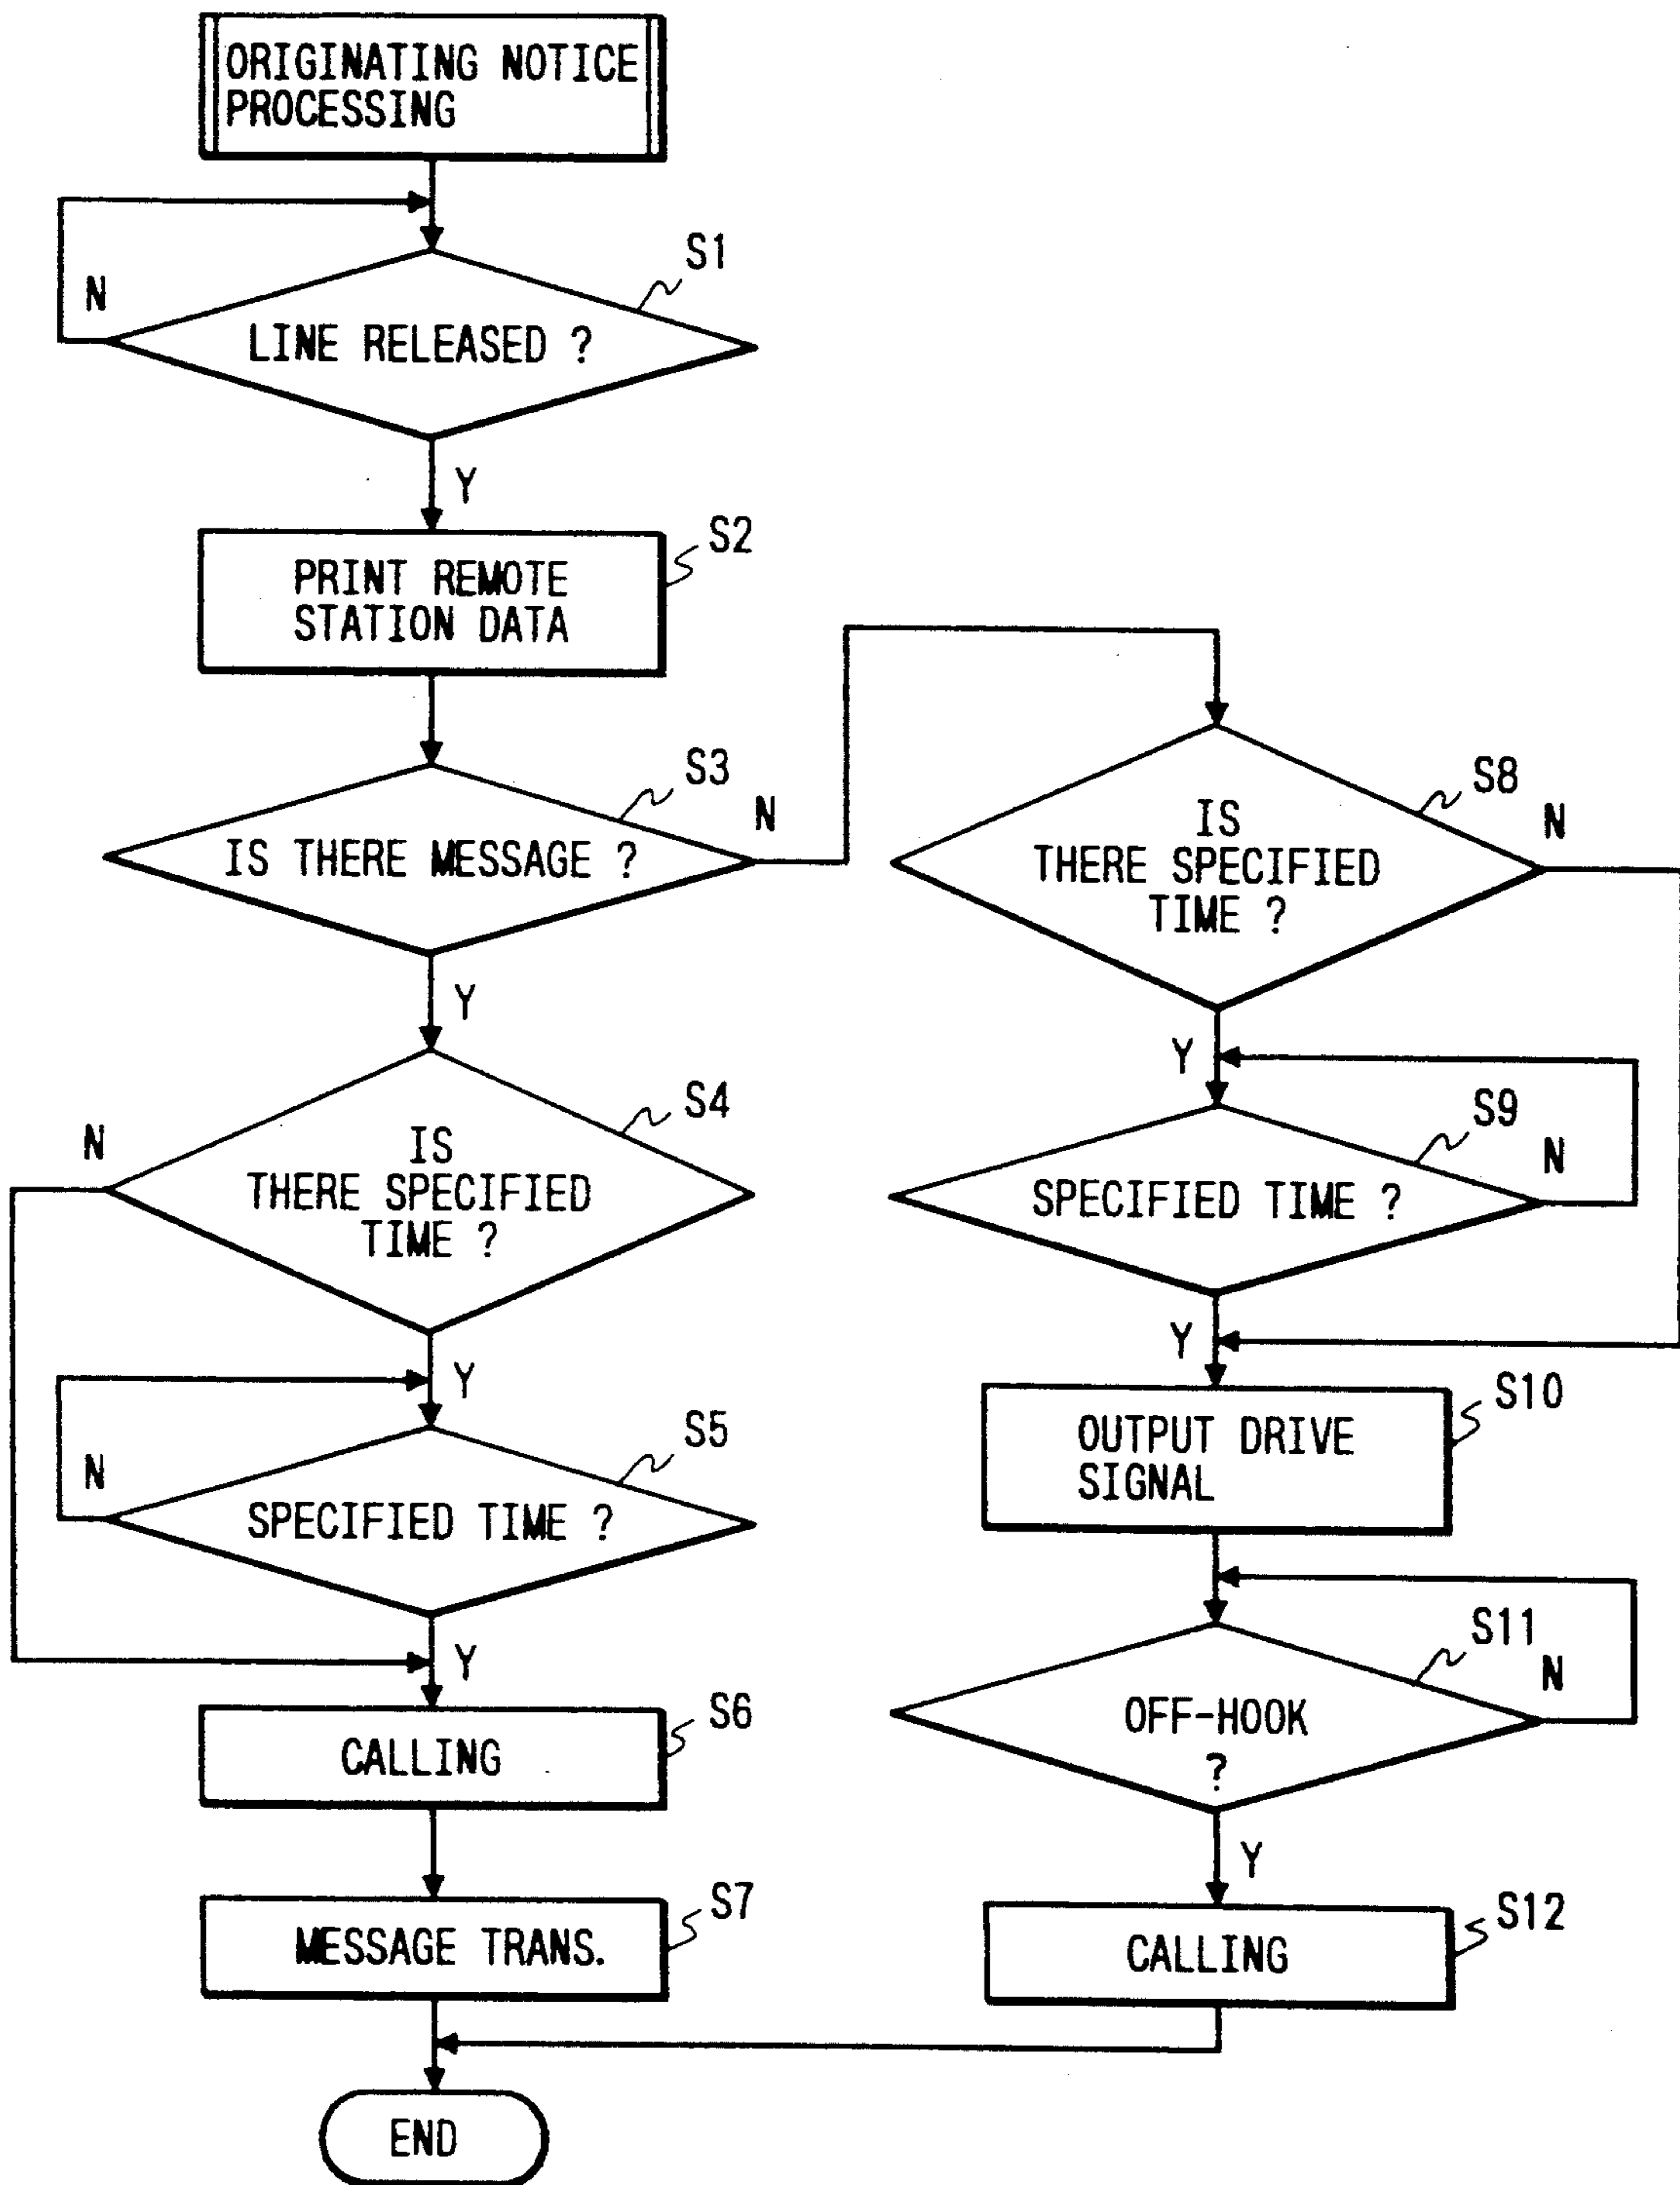 ORIGINATING NOTICE
PROCESSING
S1
N
LINE RELEASED ?
Y
S2
PRINT REMOTE
STATION DATA
S3
N
IS THERE MESSAGE ?
Y
S4
N
IS
THERE SPECIFIED
TIME ?
Y
S5
N
SPECIFIED TIME ?
Y
S6
CALLING
S7
MESSAGE TRANS.
S8
N
IS
THERE SPECIFIED
TIME ?
Y
S9
N
SPECIFIED TIME ?
Y
S10
OUTPUT DRIVE
SIGNAL
S11
N
OFF-HOOK
?
Y
S12
CALLING
END